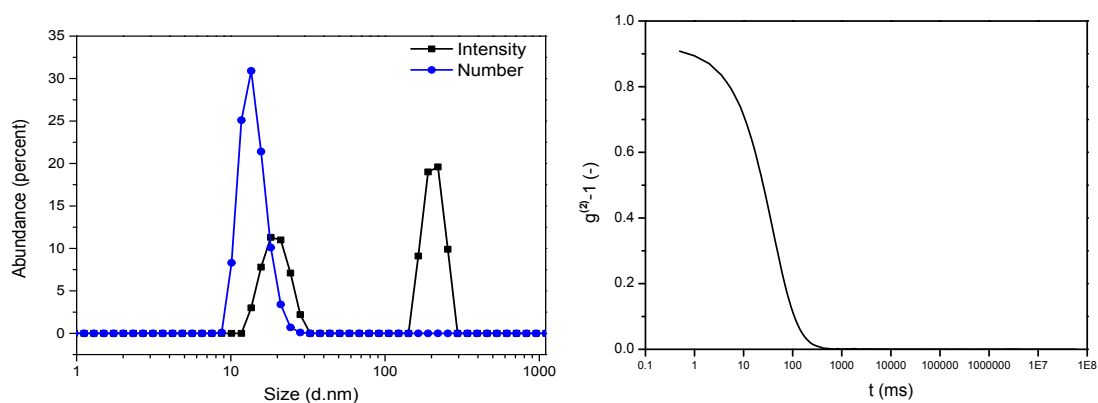 Intensity
Number
35
30
25
20
15
10
5
0
Abundance (percent)
1 10 100 1000
Size (d.nm)
1.0
0.8
0.6
0.4
0.2
0.0
g(2)-1 (-)
0.1 1 10 100 1000 10000 100000 1000000 1E7 1E8
t (ms)